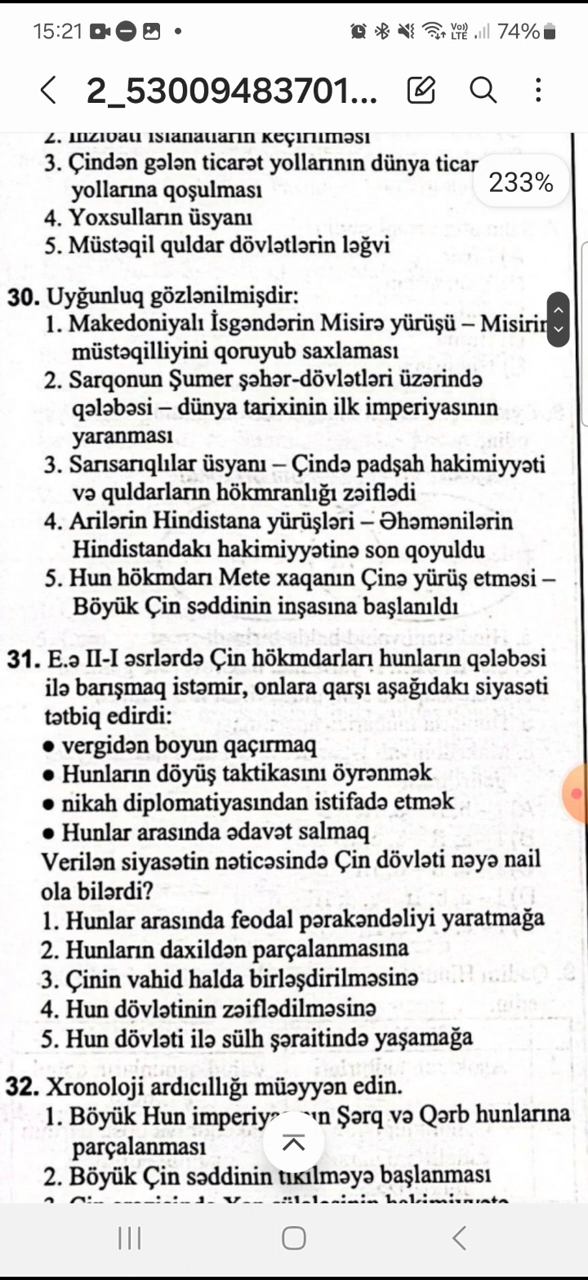 15:21
Vo)) LTE
74%
2_53009483701...
2. İnzibati islahatların keçirilməsi
3. Çindən gələn ticarət yollarının dünya ticar
yollarına qoşulması
233%
4. Yoxsulların üsyanı
5. Müstəqil quldar dövlətlərin ləğvi
30. Uyğunluq gözlənilmişdir:
1. Makedoniyalı İsgəndərin Misirə yürüşü – Misirin
müstəqilliyini qoruyub saxlaması
2. Sarqonun Şumer şəhər-dövlətləri üzərində
qələbəsi – dünya tarixinin ilk imperiyasının
yaranması
3. Sarısarıqlılar üsyanı – Çində padşah hakimiyyəti
və quldarların hökmranlığı zəiflədi
4. Arilərin Hindistana yürüşləri – Əhəmənilərin
Hindistandakı hakimiyyətinə son qoyuldu
5. Hun hökmdarı Mete xaqanın Çinə yürüş etməsi –
Böyük Çin səddinin inşasına başlanıldı
31. E.ə II-I əsrlərdə Çin hökmdarları hunların qələbəsi
ilə barışmaq istəmir, onlara qarşı aşağıdakı siyasəti
tətbiq edirdi:
• vergidən boyun qaçırmaq
• Hunların döyüş taktikasını öyrənmək
• nikah diplomatiyasından istifadə etmək
• Hunlar arasında ədavət salmaq
Verilən siyasətin nəticəsində Çin dövləti nəyə nail
ola bilərdi?
1. Hunlar arasında feodal pərakəndəliyi yaratmağa
2. Hunların daxildən parçalanmasına
3. Çinin vahid halda birləşdirilməsinə
4. Hun dövlətinin zəiflədilməsinə
5. Hun dövləti ilə sülh şəraitində yaşamağa
32. Xronoloji ardıcıllığı müəyyən edin.
1. Böyük Hun imperiy ın Şərq və Qərb hunlarına
parçalanması
2. Böyük Çin səddinin tikilməyə başlanması